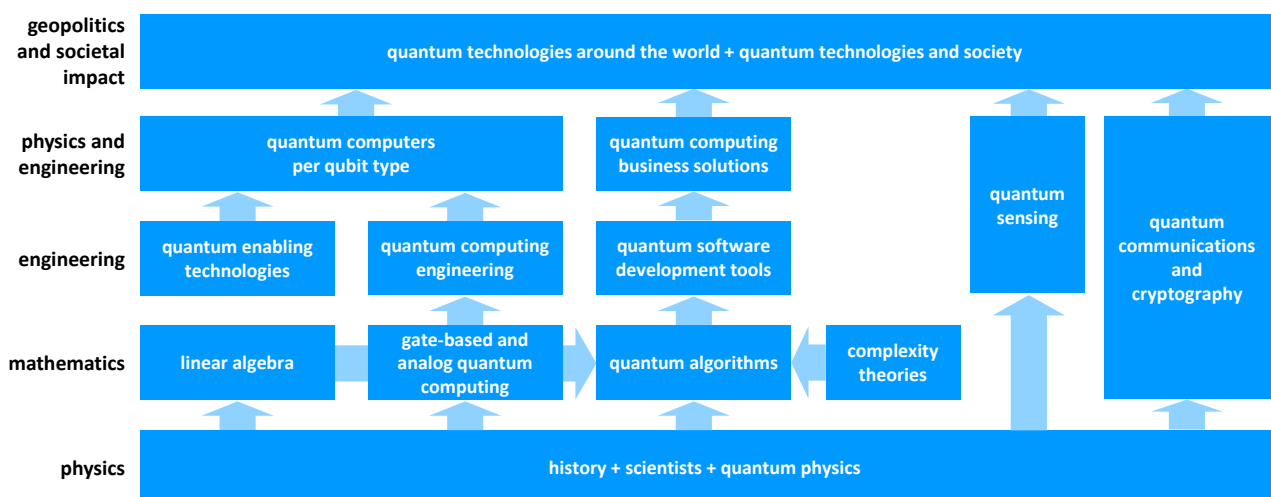 geopolitics
and societal
impact
quantum technologies around the world + quantum technologies and society
physics and
engineering
quantum computers
per qubit type
quantum computing
business solutions
quantum
sensing
quantum
communications
and
cryptography
engineering
quantum enabling
technologies
quantum computing
engineering
quantum software
development tools
mathematics
linear algebra
gate-based and
analog quantum
computing
quantum algorithms
complexity
theories
physics
history + scientists + quantum physics